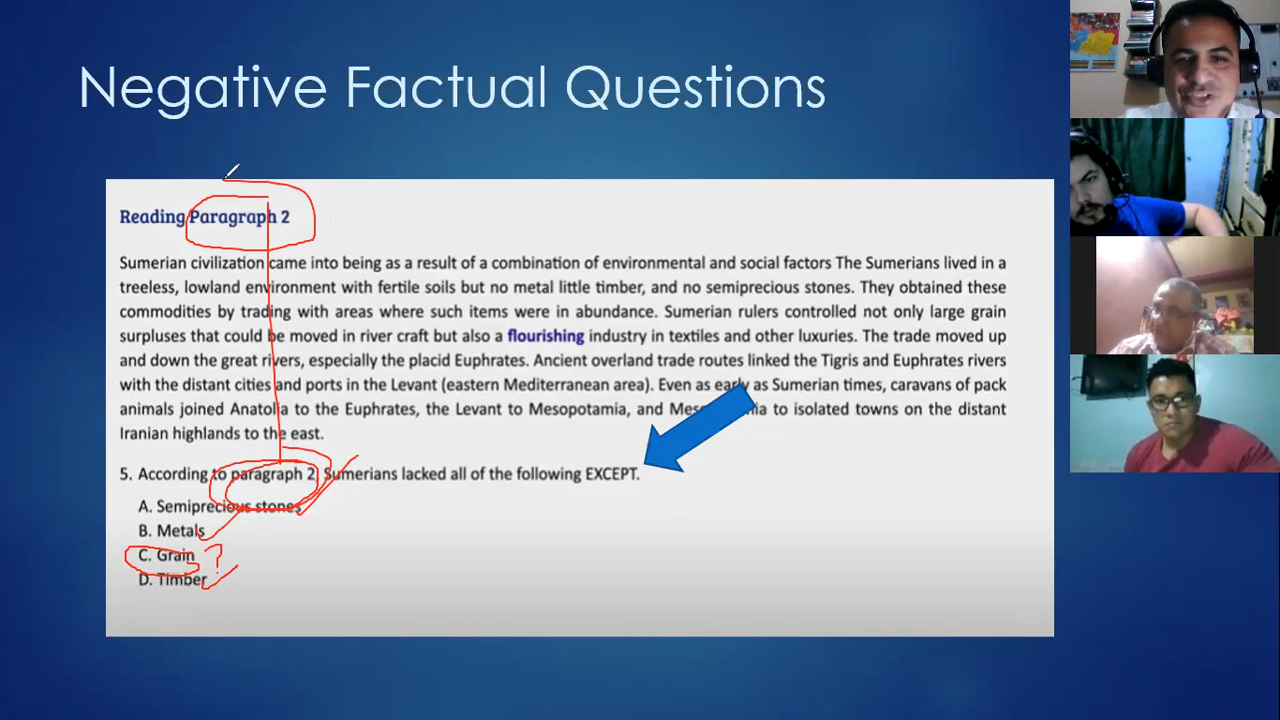 Negative Factual Questions
Reading Paragraph 2
Sumerian civilization came into being as a result of a combination of environmental and social factors The Sumerians lived in a
treeless, lowland environment with fertile soils but no metal little timber, and no semiprecious stones. They obtained these
commodities by trading with areas where such items were in abundance. Sumerian rulers controlled not only large grain
surpluses that could be moved in river craft but also a flourishing industry in textiles and other luxuries. The trade moved up
and down the great rivers, especially the placid Euphrates. Ancient overland trade routes linked the Tigris and Euphrates rivers
with the distant cities and ports in the Levant (eastern Mediterranean area). Even as early as Sumerian times, caravans of pack
animals joined Anatolia to the Euphrates, the Levant to Mesopotamia, and Mesopotamia to isolated towns on the distant
Iranian highlands to the east.
5. According to paragraph 2, Sumerians lacked all of the following EXCEPT.
A. Semiprecious stones
B. Metals
C. Grain ?
D. Timber